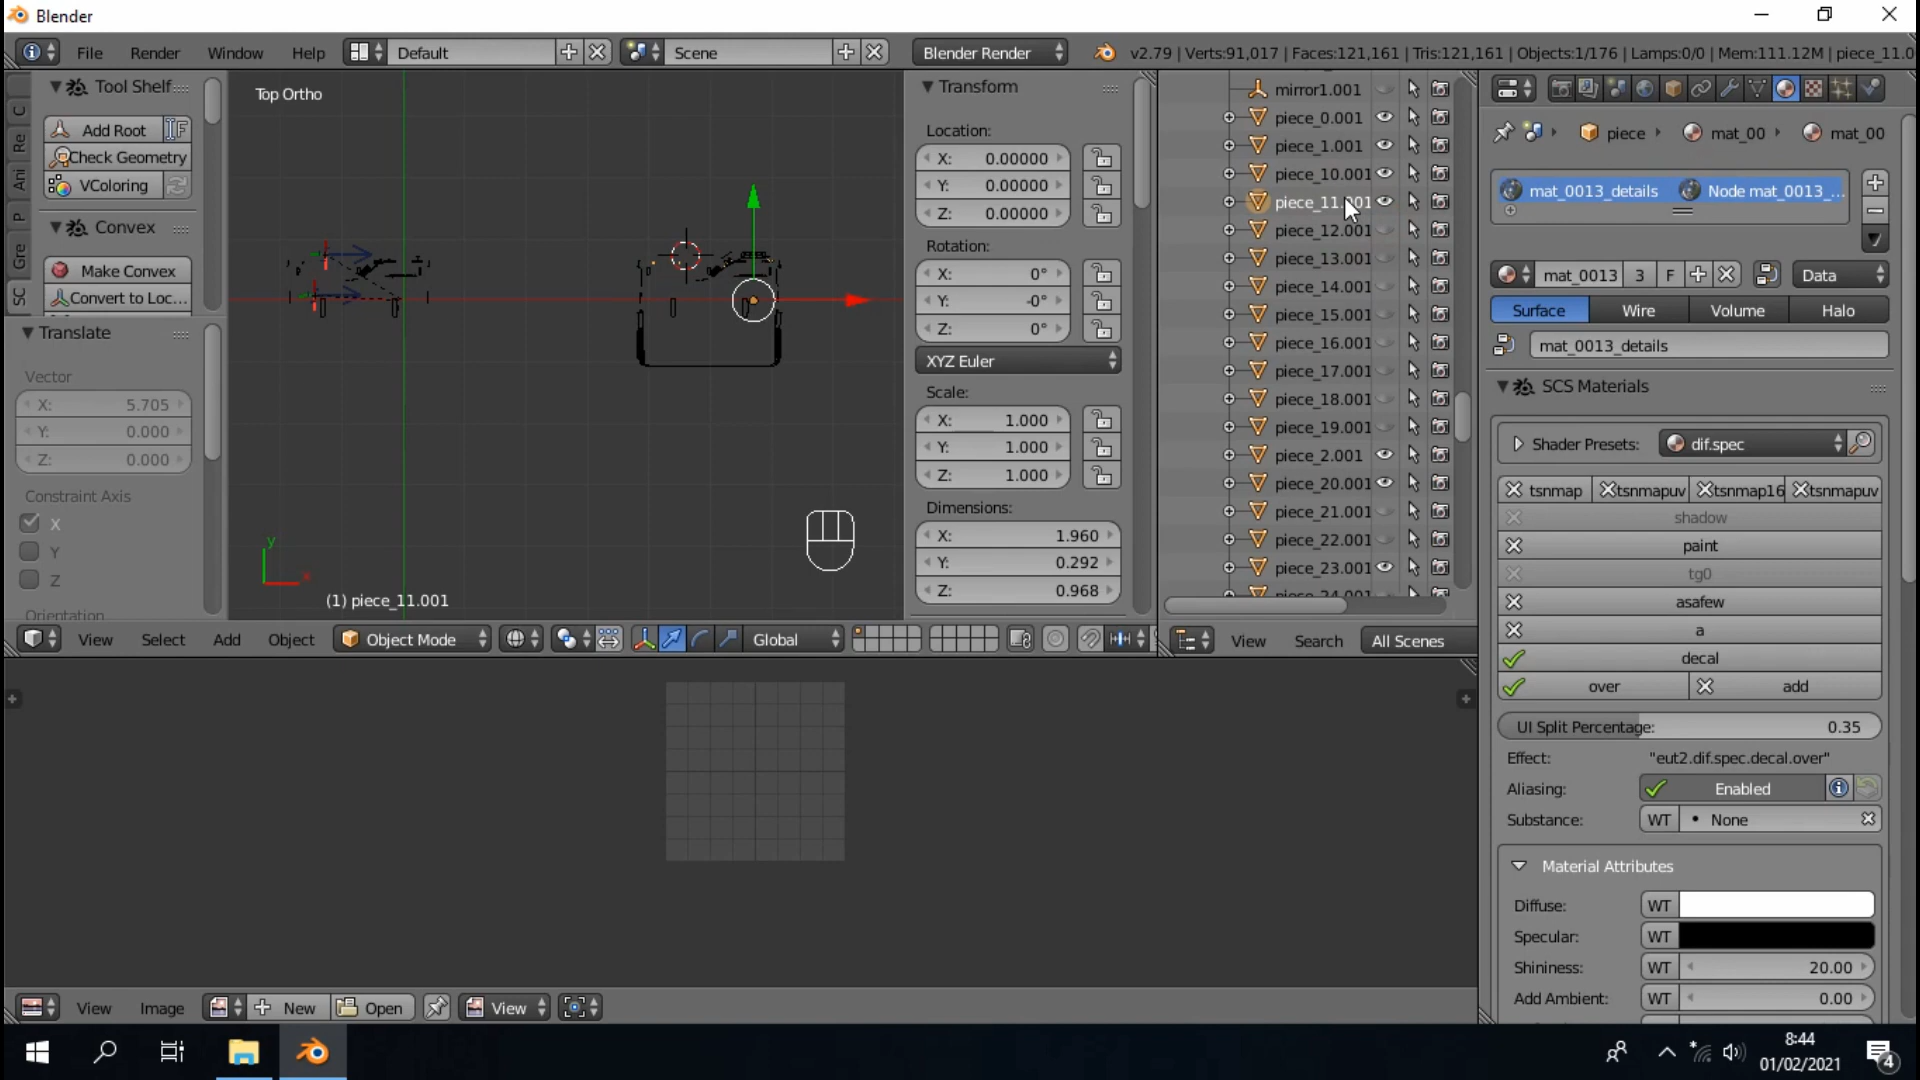 Blender
File Render Window Help Default Scene Blender Render v2.79 | Verts:91,017 | Faces:121,161 | Tris:121,161 | Objects:1/176 | Lamps:0/0 | Mem:111.12M | piece_11.0
Tool Shelf
Add Root
Check Geometry
VColoring
Convex
Make Convex
Convert to Loc...
C
Re
Ani
P
Gre
SC
Translate
Vector
X: 5.705
Y: 0.000
Z: 0.000
Constraint Axis
X
Y
Z
Orientation
Top Ortho
y
(1) piece_11.001
Transform
Location:
X: 0.00000
Y: 0.00000
Z: 0.00000
Rotation:
X: 0°
Y: -0°
Z: 0°
XYZ Euler
Scale:
X: 1.000
Y: 1.000
Z: 1.000
Dimensions:
X: 1.960
Y: 0.292
Z: 0.968
mirror1.001
piece_0.001
piece_1.001
piece_10.001
piece_11.001
piece_12.001
piece_13.001
piece_14.001
piece_15.001
piece_16.001
piece_17.001
piece_18.001
piece_19.001
piece_2.001
piece_20.001
piece_21.001
piece_22.001
piece_23.001
piece_24.001
View Select Add Object Object Mode Global
View Search All Scenes
piece mat_00 mat_00
mat_0013_details Node mat_0013_...
mat_0013 3 F Data
Surface Wire Volume Halo
mat_0013_details
SCS Materials
Shader Presets: dif.spec
tsnmap tsnmapuv tsnmap16 tsnmapuv
shadow
paint
tg0
asafew
a
decal
over add
UI Split Percentage: 0.35
Effect: "eut2.dif.spec.decal.over"
Aliasing: Enabled
Substance: WT None
Material Attributes
Diffuse: WT
Specular: WT
Shininess: WT 20.00
Add Ambient: WT 0.00
View Image New Open View
8:44
01/02/2021
4